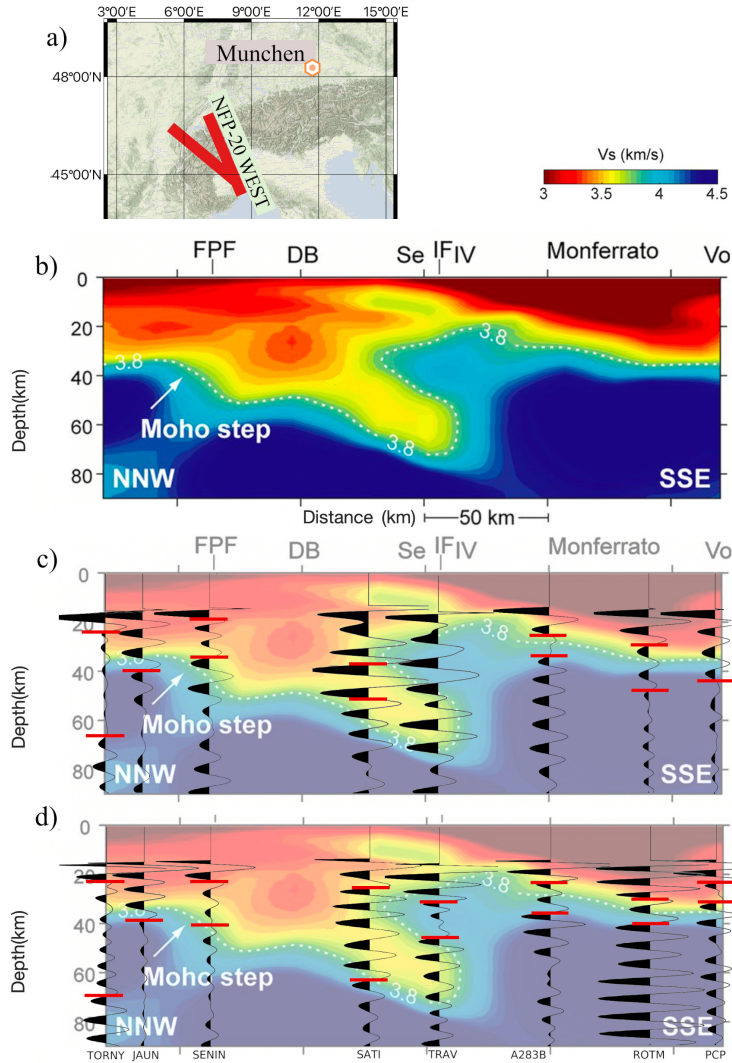 a)
3°00'E 6°00'E 9°00'E 12°00'E 15°00'E
Munchen
48°00'N
45°00'N
NFP-20 WEST
Vs (km/s)
3 3.5 4 4.5
b)
FPF DB Se IF IV Monferrato Vo
0
20
40
60
80
Depth(km)
3.8
3.8
3.8
Moho step
NNW
SSE
Distance (km) 50 km
c)
FPF DB Se IF IV Monferrato Vo
0
20
40
60
80
Depth(km)
3.8
3.8
3.8
Moho step
NNW
SSE
d)
0
20
40
60
80
Depth(km)
3.8
3.8
3.8
Moho step
NNW
SSE
TORNY JAUN SENIN SATI TRAV A283B ROTM PCP